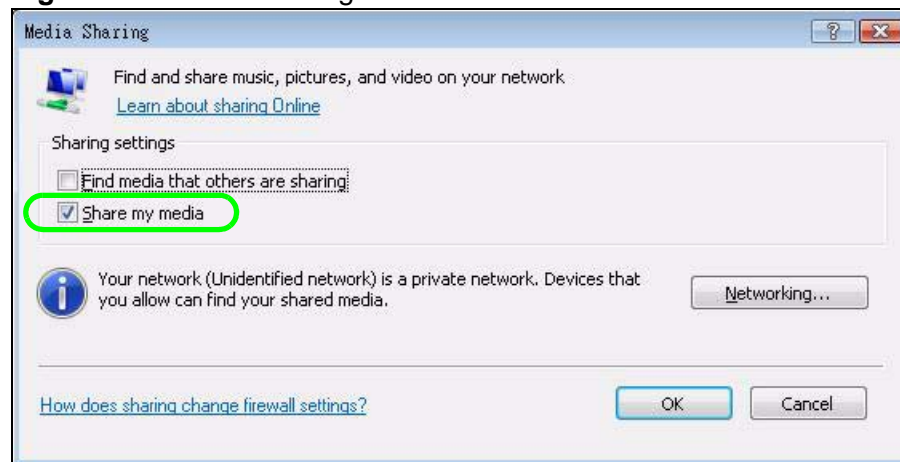 Media Sharing
Find and share music, pictures, and video on your network
Learn about sharing Online
Sharing settings
Find media that others are sharing
Share my media
Your network (Unidentified network) is a private network. Devices that
you allow can find your shared media.
Networking...
How does sharing change firewall settings?
OK
Cancel